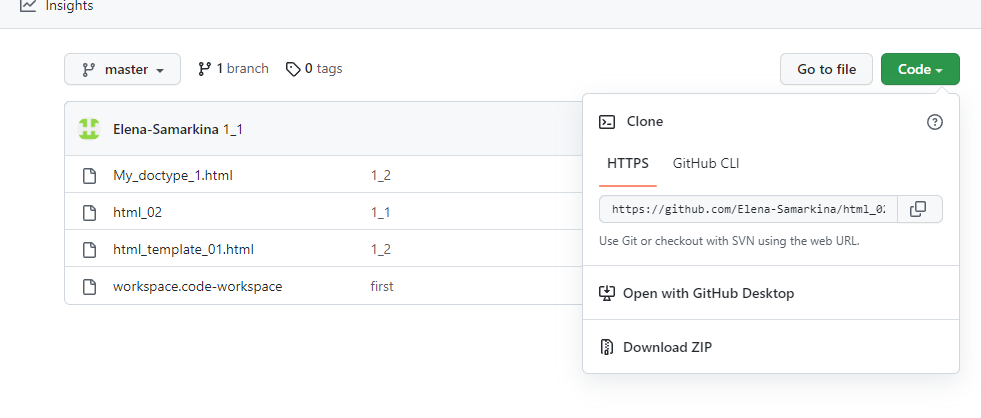 Insights
master
1 branch
0 tags
Go to file
Code
Elena-Samarkina 1_1
My_doctype_1.html 1_2
html_02 1_1
html_template_01.html 1_2
workspace.code-workspace first
Clone
HTTPS GitHub CLI
https://github.com/Elena-Samarkina/html_02
Use Git or checkout with SVN using the web URL.
Open with GitHub Desktop
Download ZIP